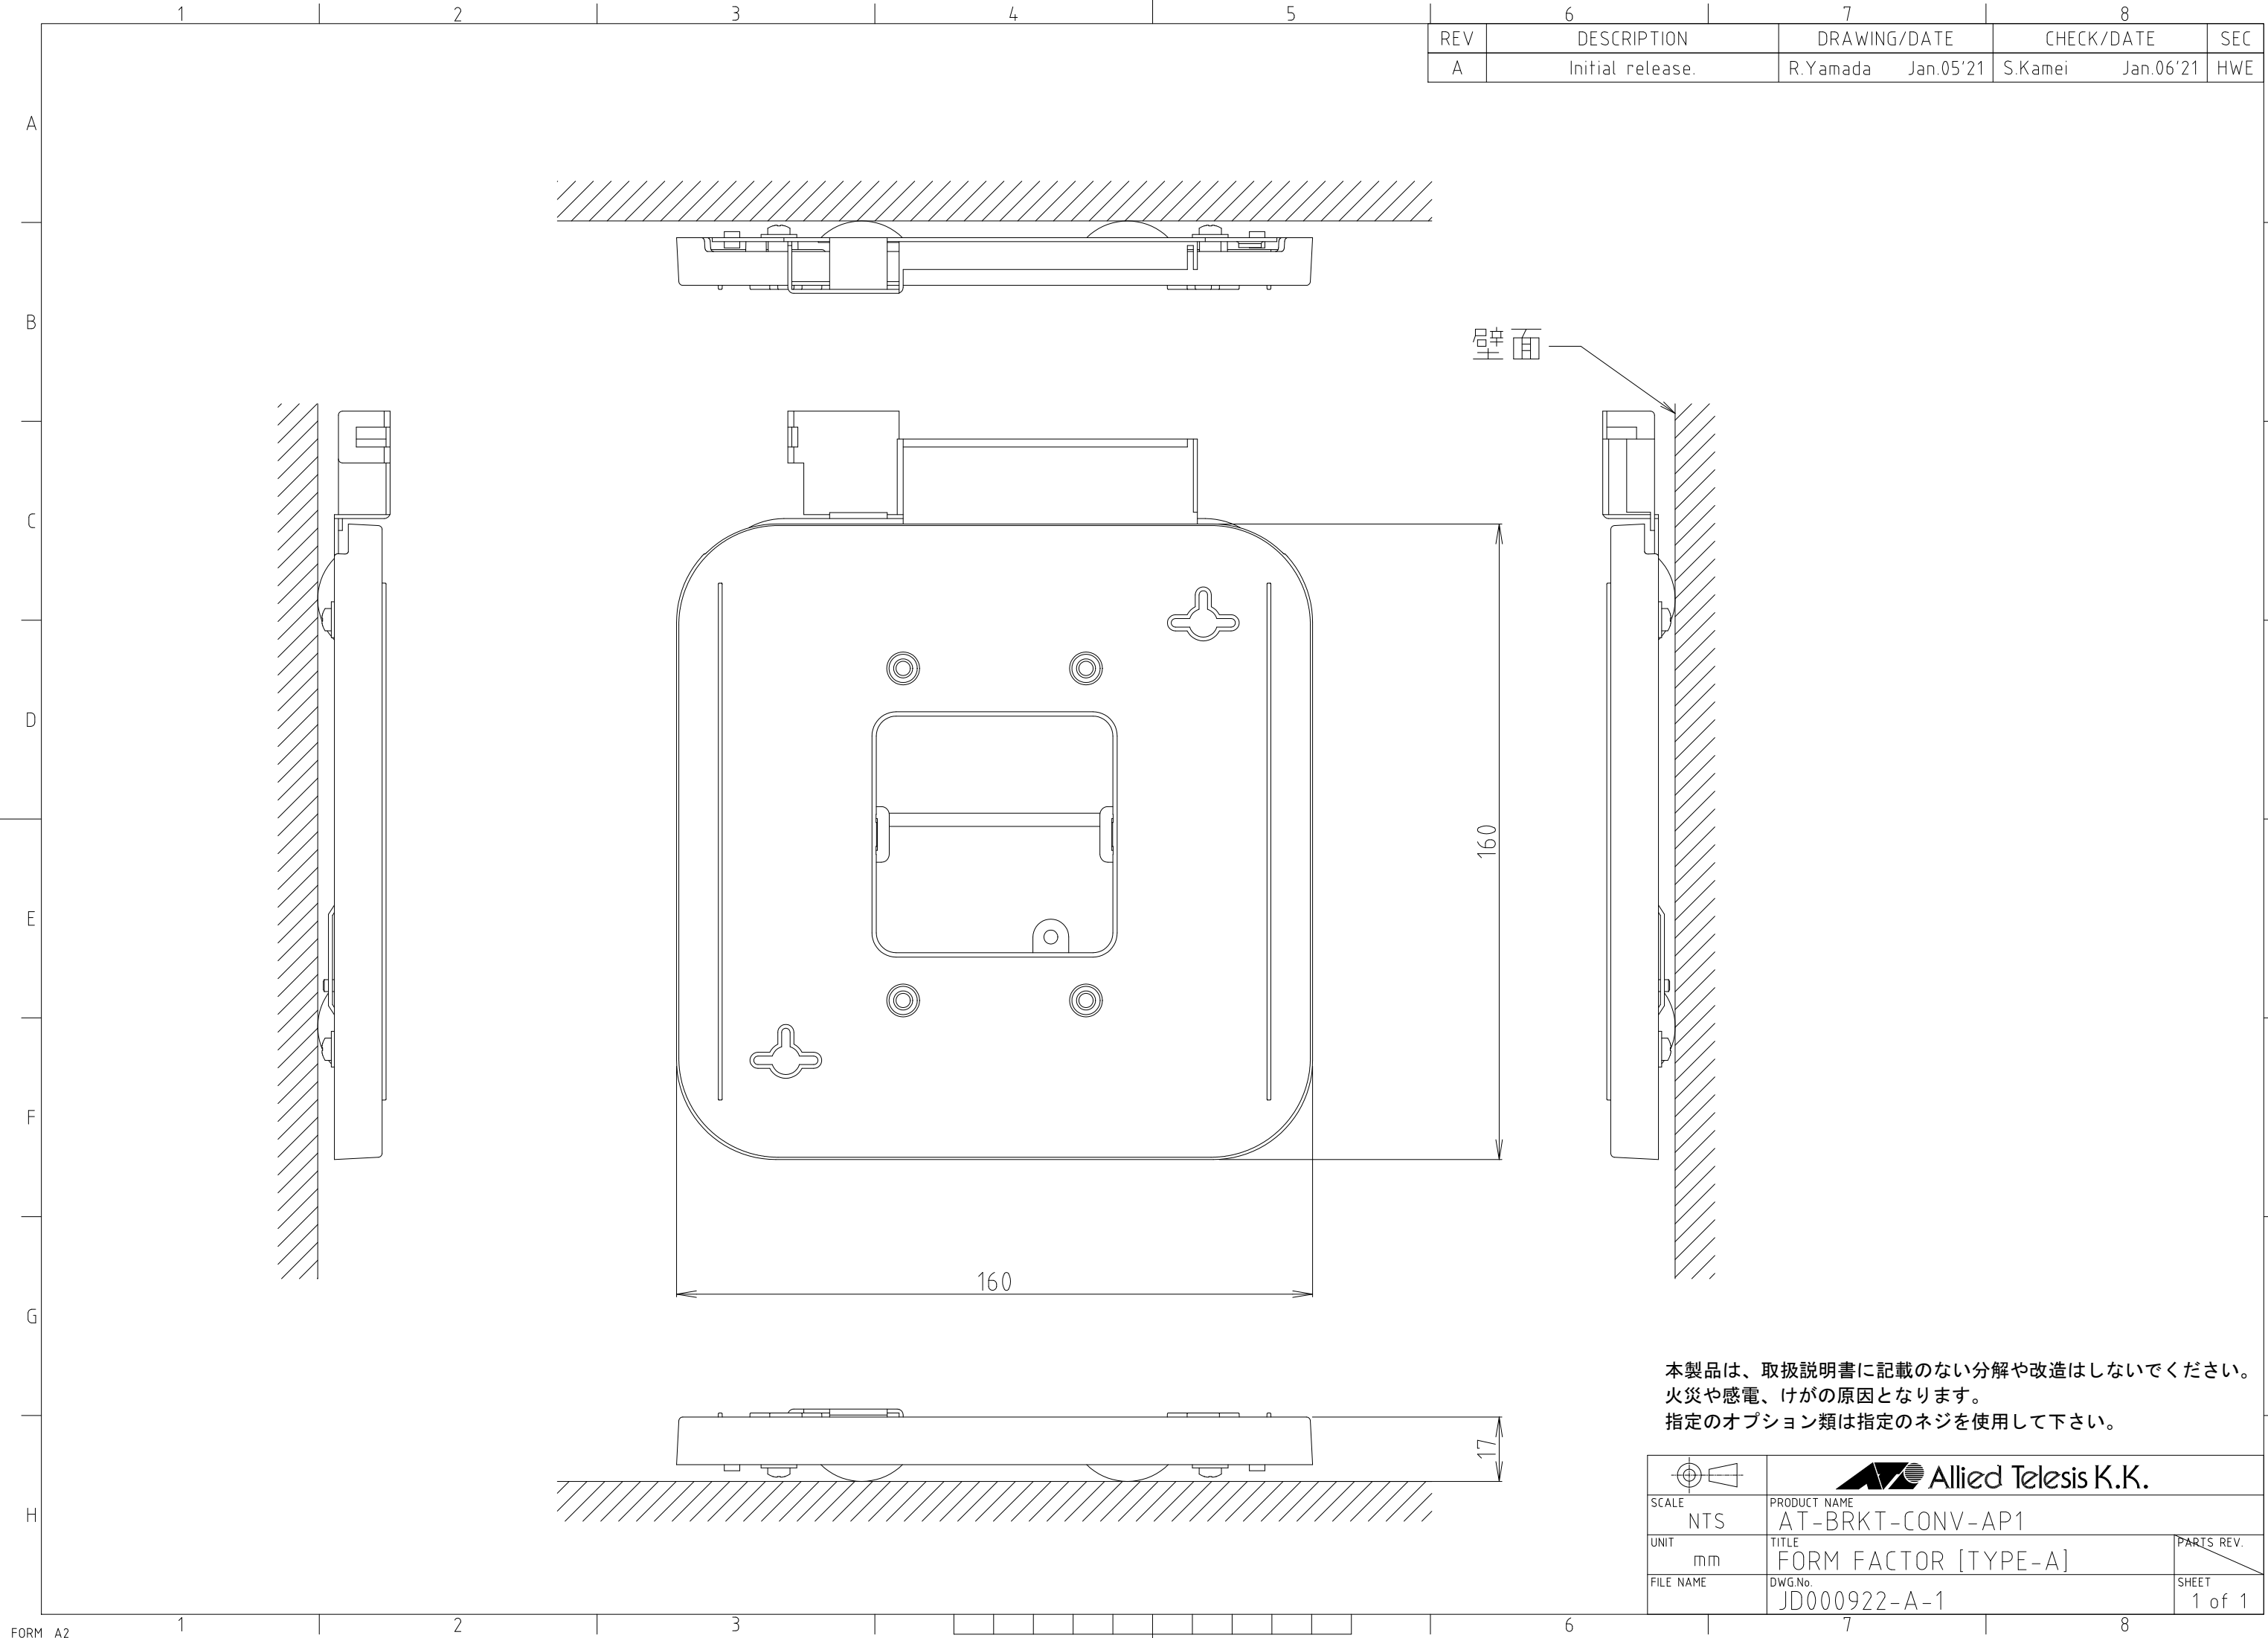 1 2 3 4 5 6 7 8
REV DESCRIPTION DRAWING/DATE CHECK/DATE SEC
A Initial release. R.Yamada Jan.05'21 S.Kamei Jan.06'21 HWE
A
B
壁面
C
D
160
E
F
160
G
本製品は、取扱説明書に記載のない分解や改造はしないでください。
火災や感電、けがの原因となります。
指定のオプション類は指定のネジを使用して下さい。
17
H
Allied Telesis K.K.
SCALE NTS
PRODUCT NAME
AT-BRKT-CONV-AP1
UNIT mm
TITLE
FORM FACTOR [TYPE-A]
PARTS REV.
FILE NAME
DWG.No.
JD000922-A-1
SHEET
1 of 1
1 2 3 6 7 8
FORM A2